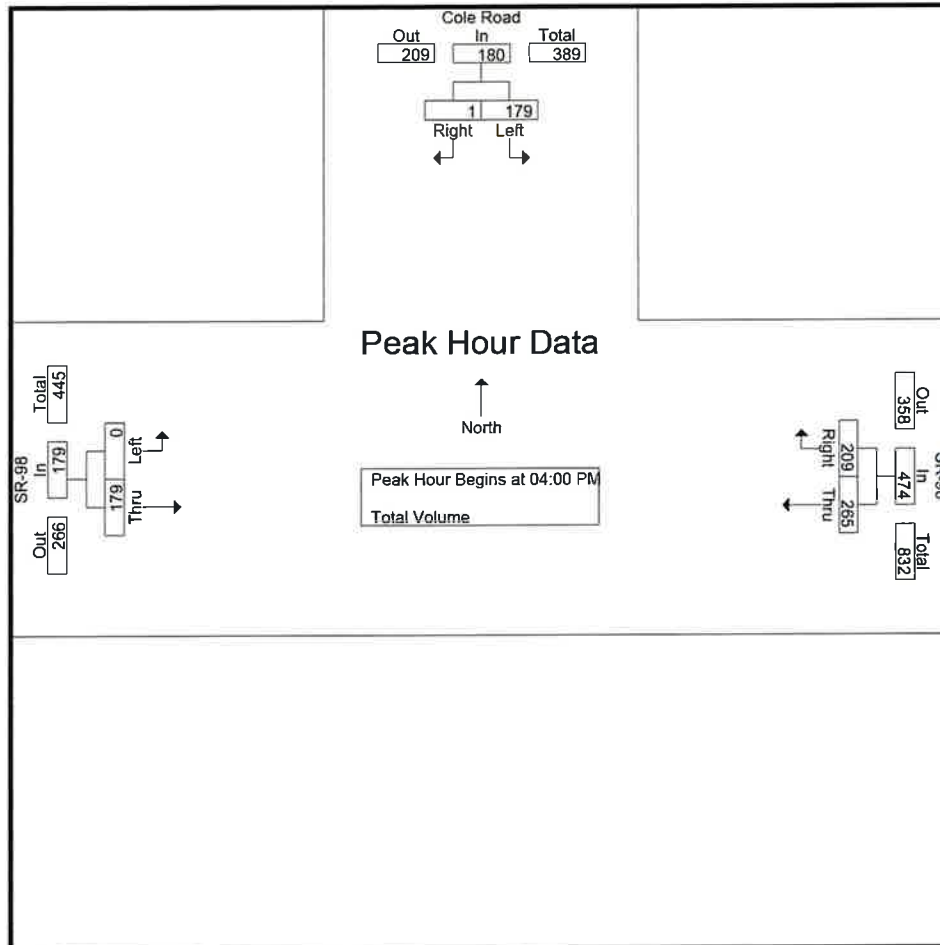 Cole Road
Out In Total
209 180 389
1 179
Right Left
Peak Hour Data
North
Peak Hour Begins at 04:00 PM
Total Volume
SR-98
Total In Out
445 179 266
0 179
Left Thru
Out In Total
358 474 832
209 265
Right Thru